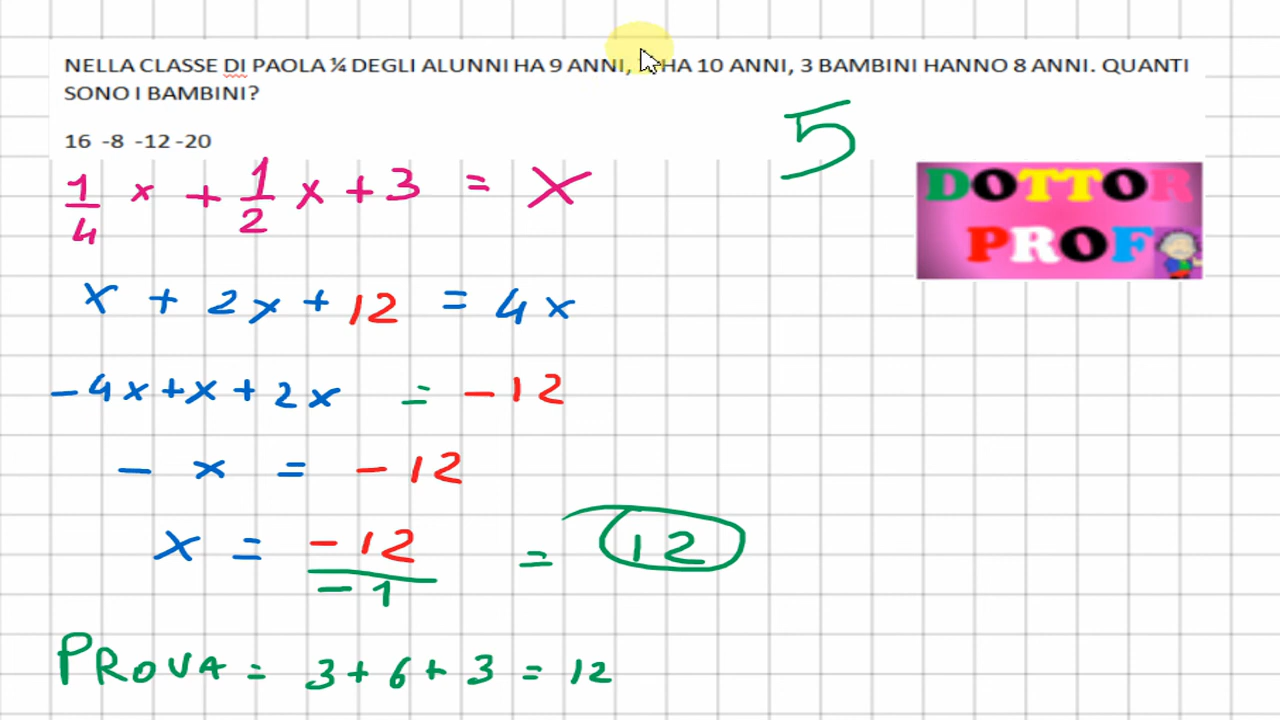 NELLA CLASSE DI PAOLA ¼ DEGLI ALUNNI HA 9 ANNI, HA 10 ANNI, 3 BAMBINI HANNO 8 ANNI. QUANTI
SONO I BAMBINI?
16 -8 -12 -20
5
1/4 x + 1/2 x + 3 = x
DOTTOR
PROF
x + 2x + 12 = 4x
-4x + x + 2x = -12
- x = - 12
x = -12/-1 = 12
PROVA = 3 + 6 + 3 = 12